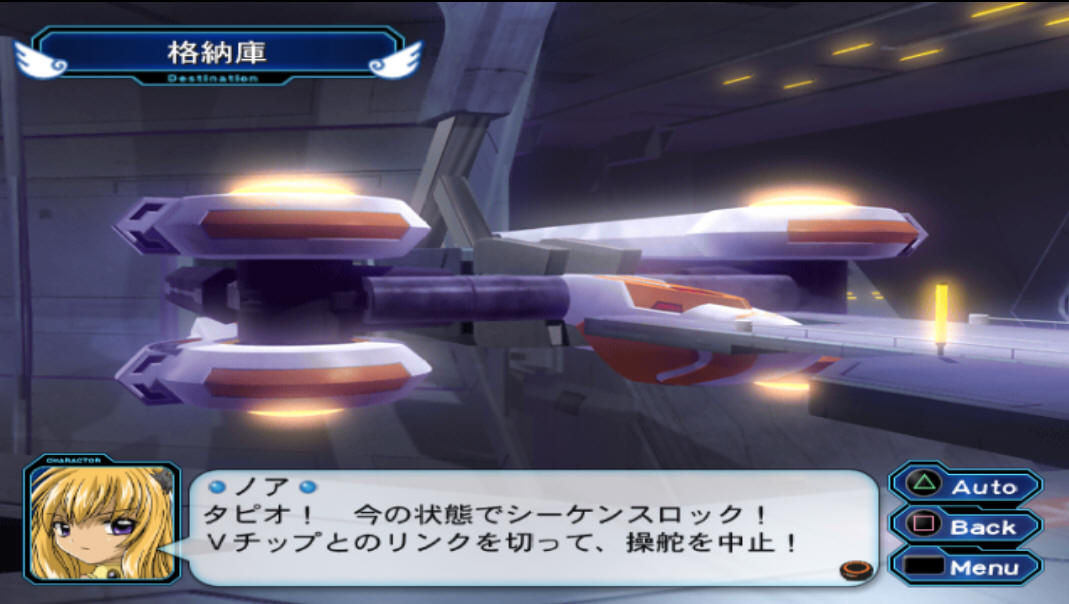 格納庫
Destination
CHARACTOR
ノア
タピオ！　今の状態でシーケンスロック！
Ｖチップとのリンクを切って、操舵を中止！
Auto
Back
Menu